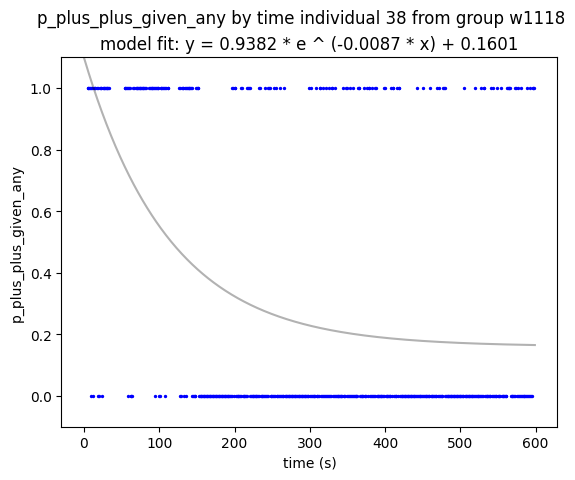 p_plus_plus_given_any by time individual 38 from group w1118
model fit: y = 0.9382 * e ^ (-0.0087 * x) + 0.1601
1.0
0.8
0.6
0.4
0.2
0.0
p_plus_plus_given_any
0 100 200 300 400 500 600
time (s)